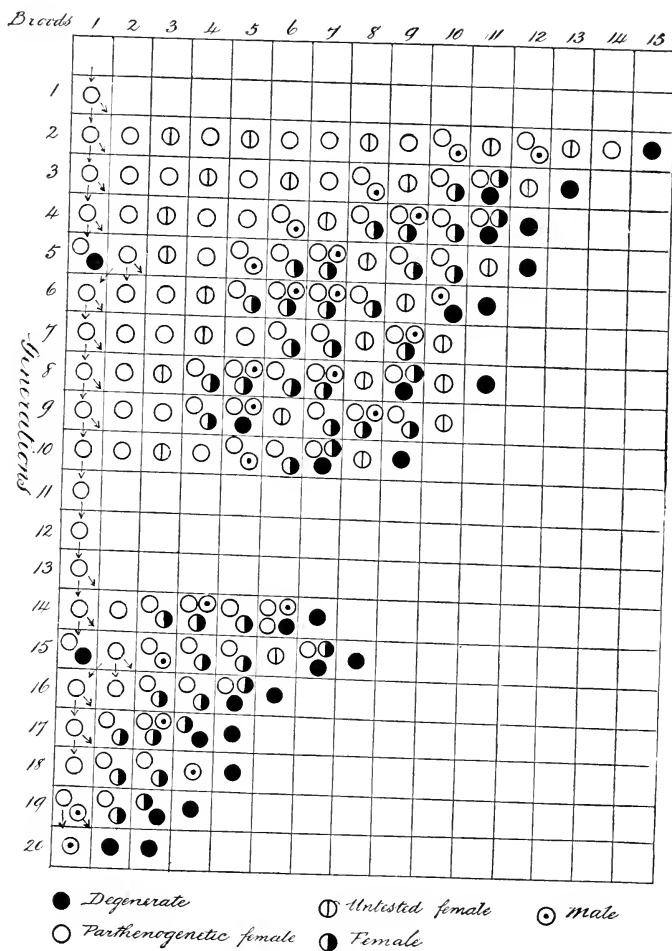 Broods 1 2 3 4 5 6 7 8 9 10 11 12 13 14 15
Generations
1
2
3
4
5
6
7
8
9
10
11
12
13
14
15
16
17
18
19
20
Degenerate
Untested female
Male
Parthenogenetic female
Female